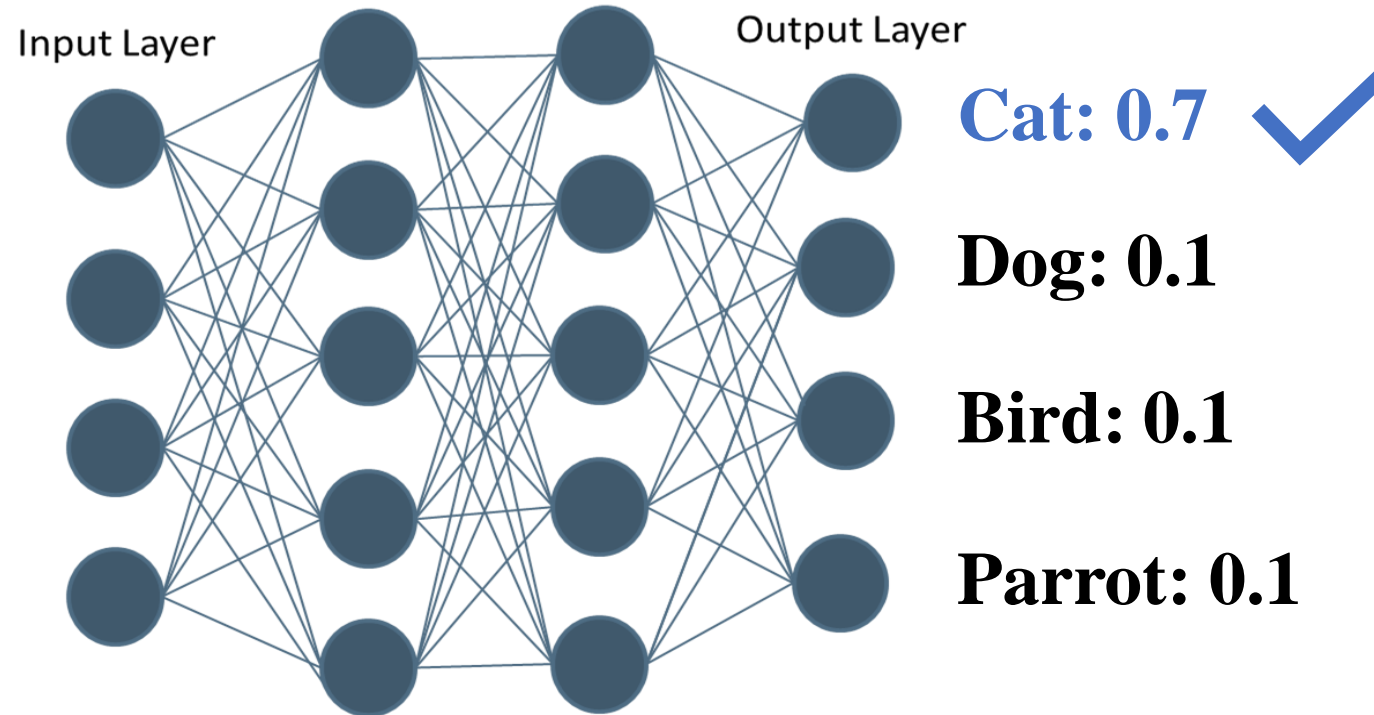 Input Layer
Output Layer
Cat: 0.7
Dog: 0.1
Bird: 0.1
Parrot: 0.1